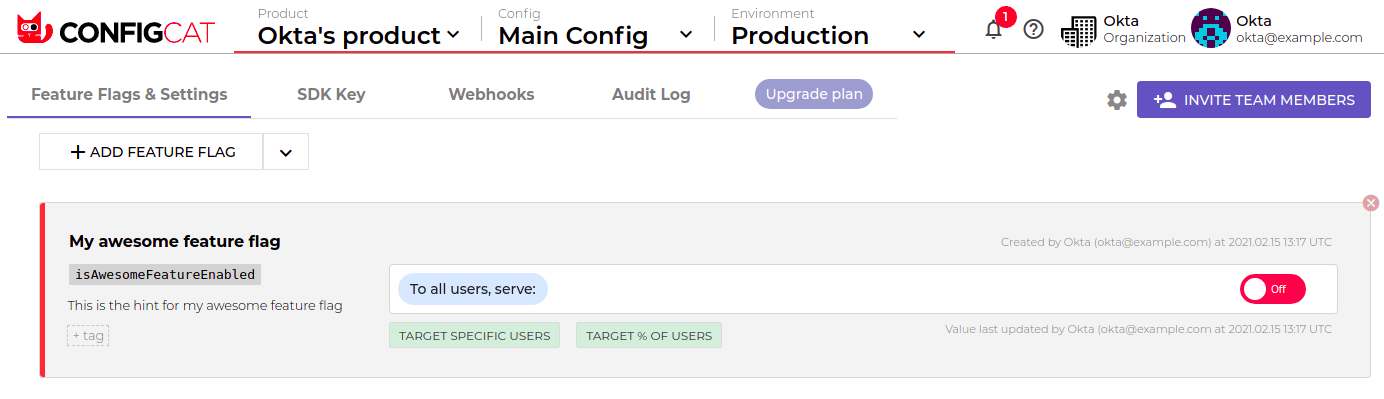 CONFIGCAT
Product
Okta's product
Config
Main Config
Environment
Production
1
Okta
Organization
Okta
okta@example.com
Feature Flags & Settings
SDK Key
Webhooks
Audit Log
Upgrade plan
INVITE TEAM MEMBERS
+ ADD FEATURE FLAG
My awesome feature flag
Created by Okta (okta@example.com) at 2021.02.15 13:17 UTC
isAwesomeFeatureEnabled
To all users, serve:
Off
This is the hint for my awesome feature flag
+ tag
TARGET SPECIFIC USERS
TARGET % OF USERS
Value last updated by Okta (okta@example.com at 2021.02.15 13:17 UTC